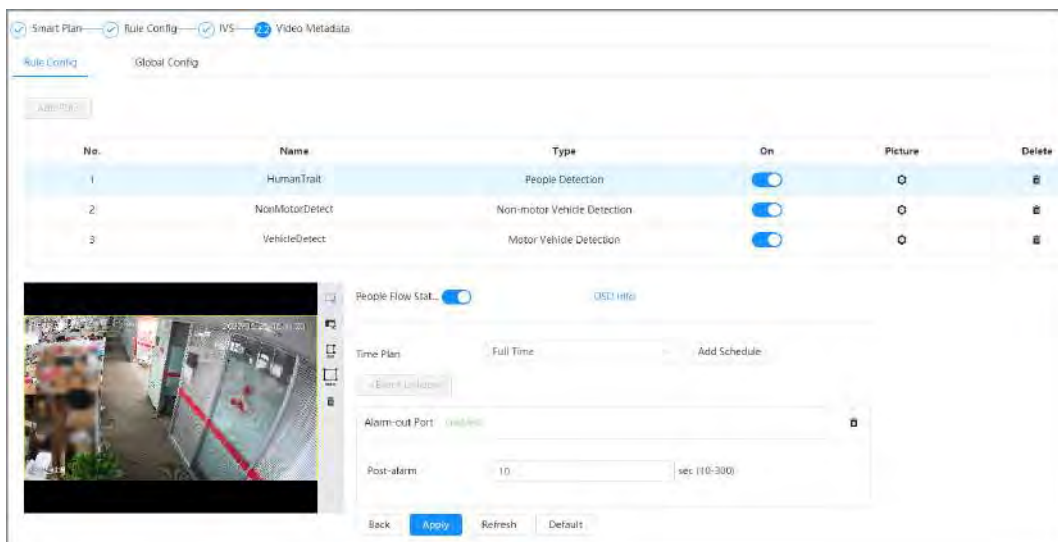 Smart Plan Rule Config IVS 2.2 Video Metadata
Rule Config Global Config
No. Name Type On Picture Delete
1 HumanTrait People Detection
2 NonMotorDetect Non-motor Vehicle Detection
3 VehicleDetect Motor Vehicle Detection
People Flow Stat... OSD Info
Time Plan Full Time Add Schedule
Alarm-out Port
Post-alarm 10 sec (10-300)
Back Apply Refresh Default